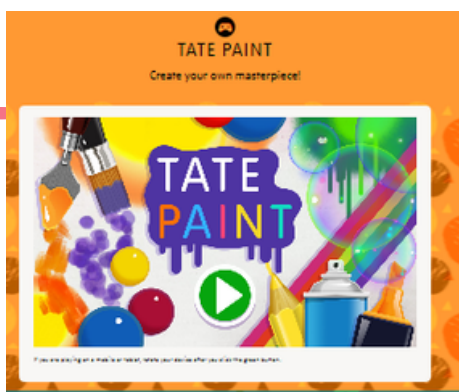 TATE PAINT
Create your own masterpiece!
TATE
PAINT
If you are playing on a mobile or tablet, rotate your device after you click the green button.